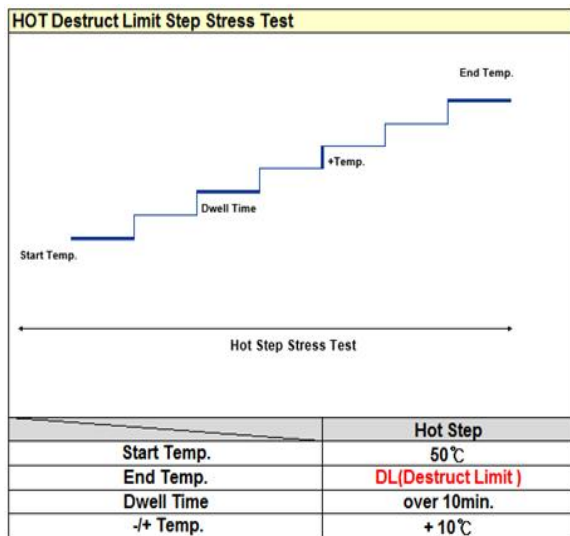 HOT Destruct Limit Step Stress Test
End Temp.
+Temp.
Dwell Time
Start Temp.
Hot Step Stress Test
Hot Step
Start Temp. 50℃
End Temp. DL(Destruct Limit )
Dwell Time over 10min.
-/+ Temp. +10℃